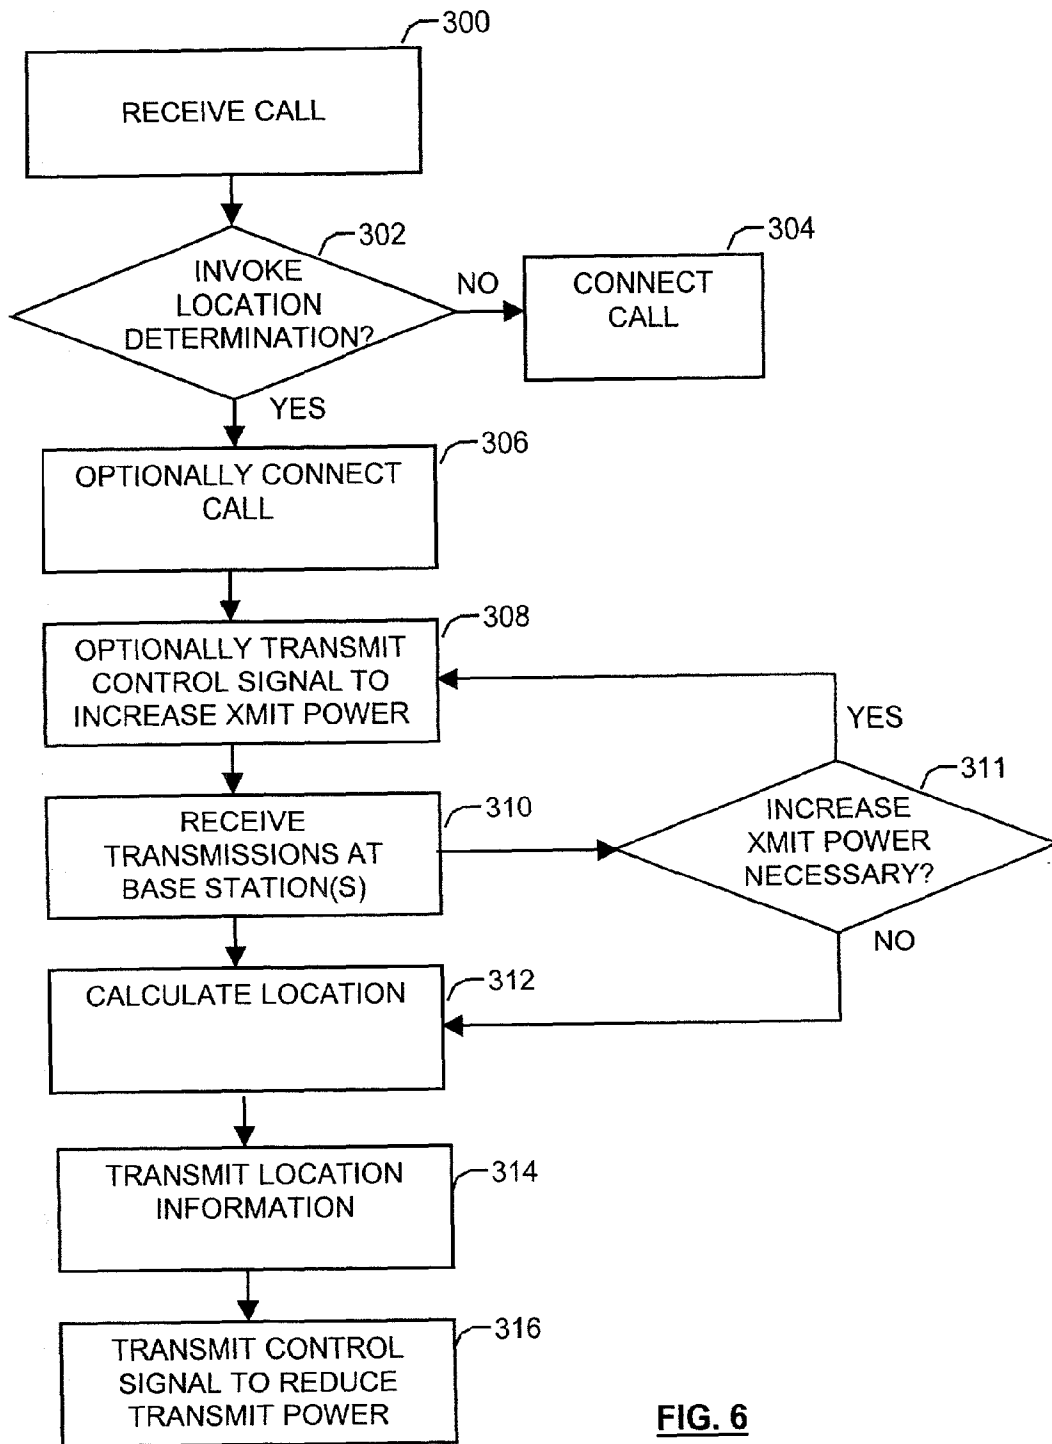 300
RECEIVE CALL
302
INVOKE
LOCATION
DETERMINATION?
NO
304
CONNECT
CALL
YES
306
OPTIONALLY CONNECT
CALL
308
OPTIONALLY TRANSMIT
CONTROL SIGNAL TO
INCREASE XMIT POWER
YES
310
RECEIVE
TRANSMISSIONS AT
BASE STATION(S)
311
INCREASE
XMIT POWER
NECESSARY?
NO
312
CALCULATE LOCATION
314
TRANSMIT LOCATION
INFORMATION
316
TRANSMIT CONTROL
SIGNAL TO REDUCE
TRANSMIT POWER
FIG. 6